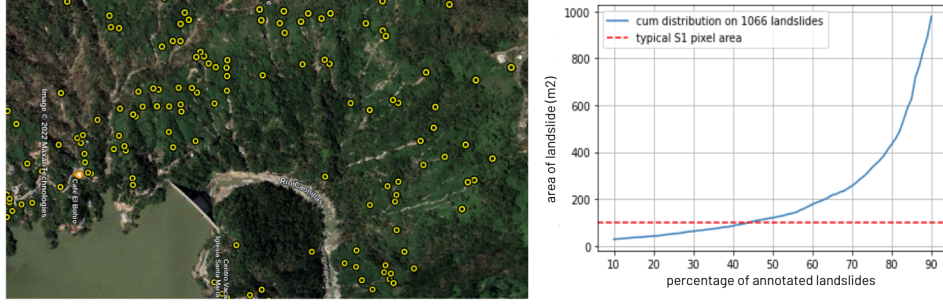 Image © 2022 Maxar Technologies
Café El Bohío
Río Caonillas
Iglesia Santa María
cum distribution on 1066 landslides
typical S1 pixel area
area of landslide (m2)
1000
800
600
400
200
0
10
20
30
40
50
60
70
80
90
percentage of annotated landslides